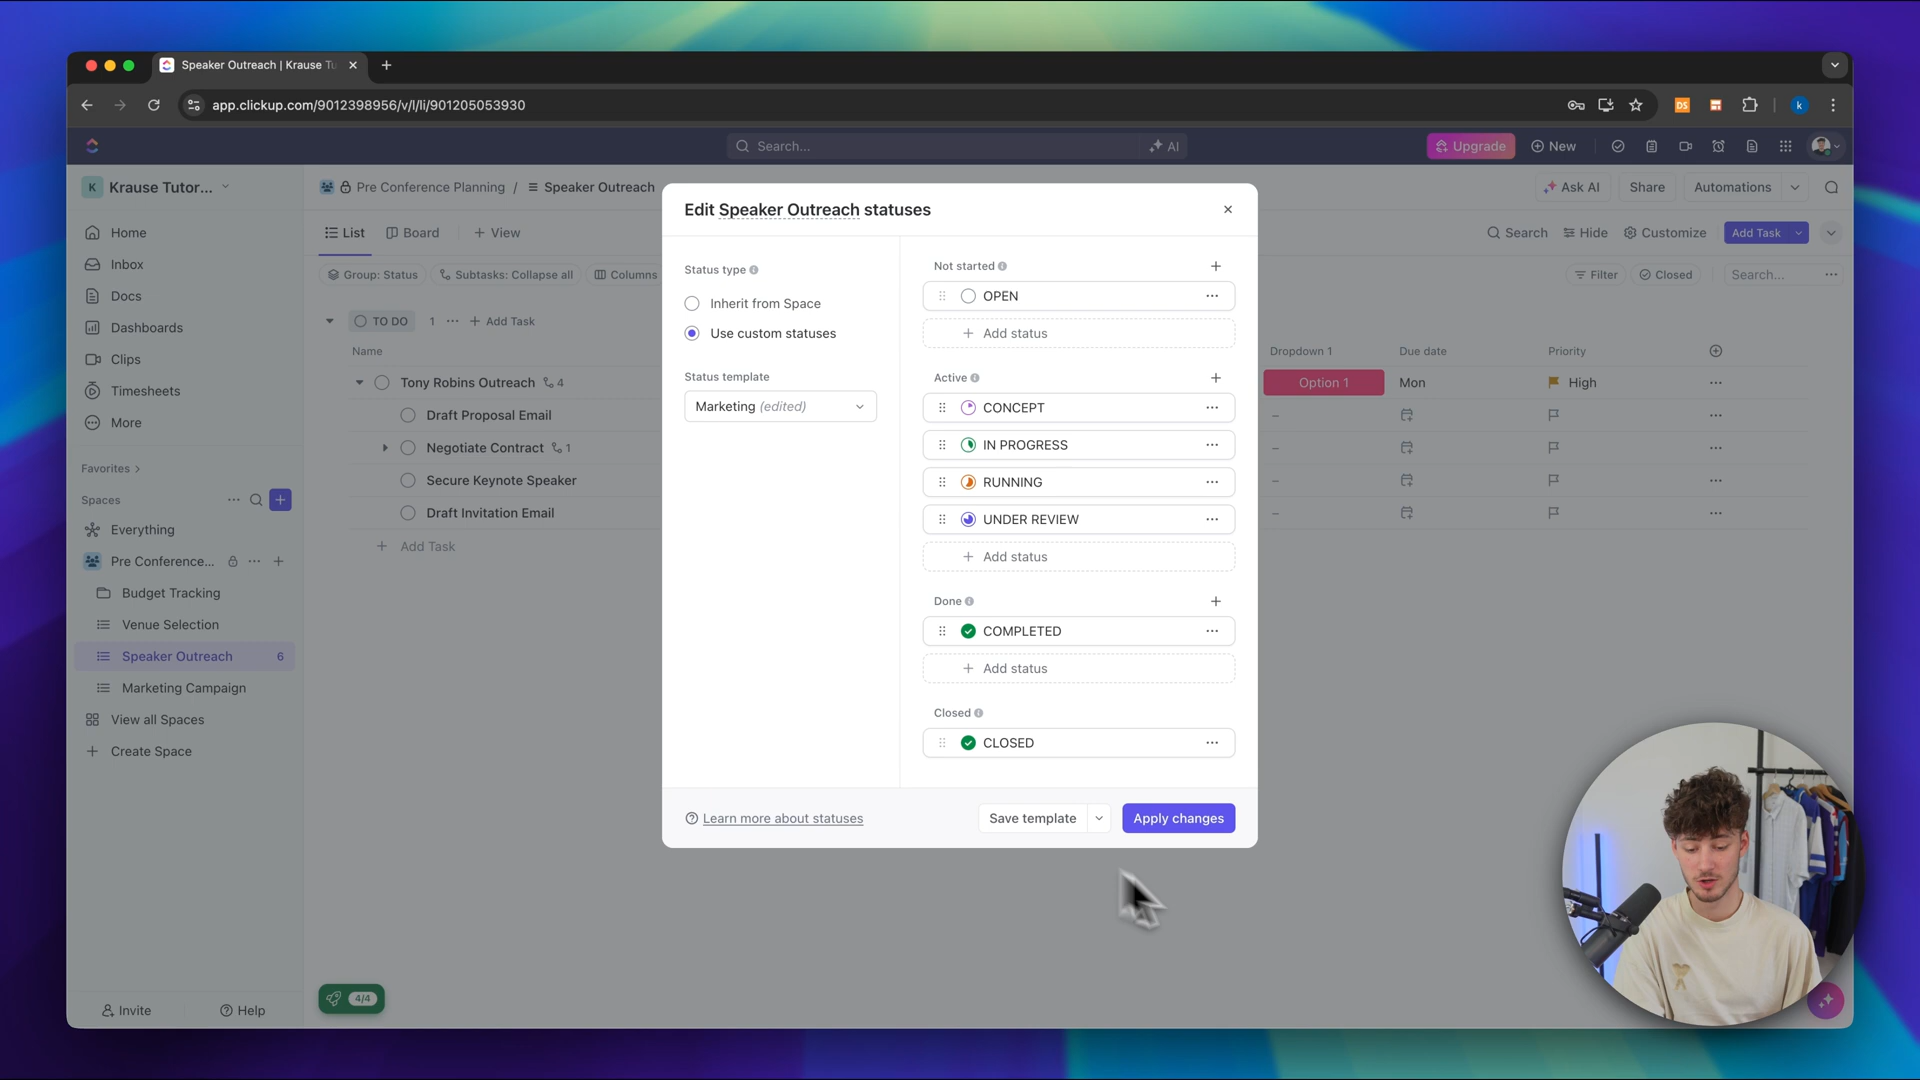 Speaker Outreach | Krause Tu
app.clickup.com/9012398956/v/l/li/901205053930
DS
k
Search...
AI
Upgrade
New
K
Krause Tutor...
Pre Conference Planning / Speaker Outreach
Ask AI
Share
Automations
List
Board
+ View
Search
Hide
Customize
Add Task
Group: Status
Subtasks: Collapse all
Columns
Filter
Closed
Search...
Home
Inbox
Docs
Dashboards
Clips
Timesheets
More
Favorites
Spaces
Everything
Pre Conference...
Budget Tracking
Venue Selection
Speaker Outreach 6
Marketing Campaign
View all Spaces
Create Space
Invite
Help
TO DO 1 ... + Add Task
Name
Dropdown 1
Due date
Priority
Tony Robins Outreach 4
Option 1
Mon
High
Draft Proposal Email
–
Negotiate Contract 1
–
Secure Keynote Speaker
–
Draft Invitation Email
–
+ Add Task
4/4
Edit Speaker Outreach statuses
Status type
Inherit from Space
Use custom statuses
Status template
Marketing (edited)
Not started
OPEN
+ Add status
Active
CONCEPT
IN PROGRESS
RUNNING
UNDER REVIEW
+ Add status
Done
COMPLETED
+ Add status
Closed
CLOSED
Learn more about statuses
Save template
Apply changes